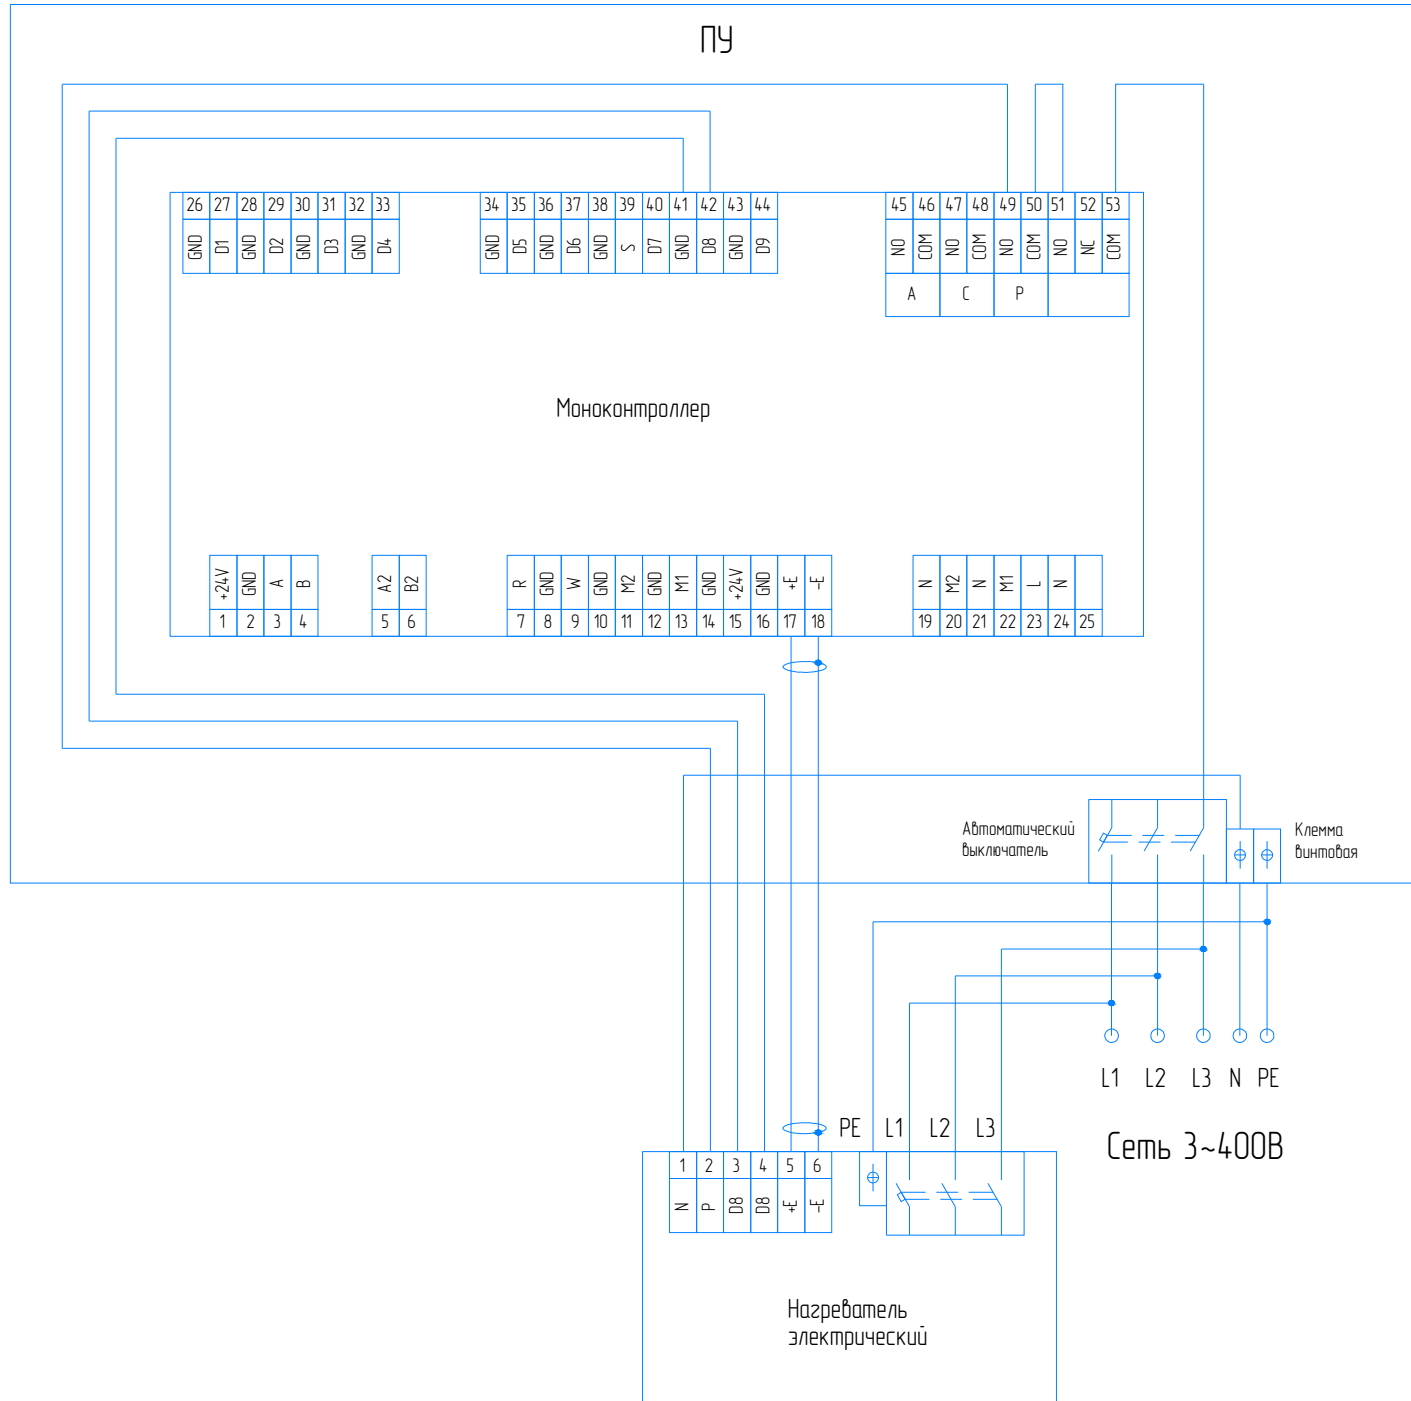 ПУ
26 27 28 29 30 31 32 33
GND D1 GND D2 GND D3 GND D4
34 35 36 37 38 39 40 41 42 43 44
GND D5 GND D6 GND S D7 GND D8 GND D9
45 46 47 48 49 50 51 52 53
NO COM NO COM NO COM NO NC COM
A C P
Моноконтроллер
+24V GND A B
1 2 3 4
A2 B2
5 6
R GND W GND M2 GND M1 GND +24V GND +E -E
7 8 9 10 11 12 13 14 15 16 17 18
N M2 N M1 L N
19 20 21 22 23 24 25
Автоматический
выключатель
Клемма
винтовая
L1 L2 L3 N PE
Сеть 3~400В
PE L1 L2 L3
1 2 3 4 5 6
N P D8 D8 +E -E
Нагреватель
электрический